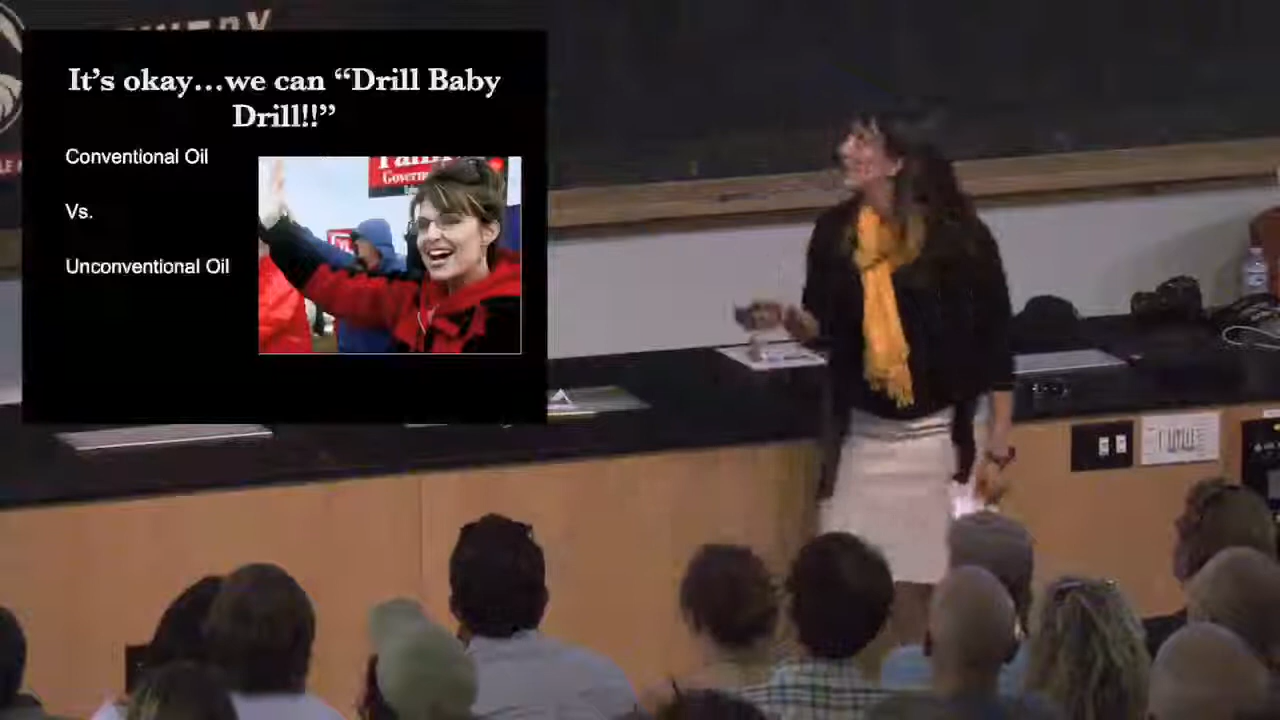 It’s okay…we can “Drill Baby
Drill!!”
Conventional Oil
Vs.
Unconventional Oil